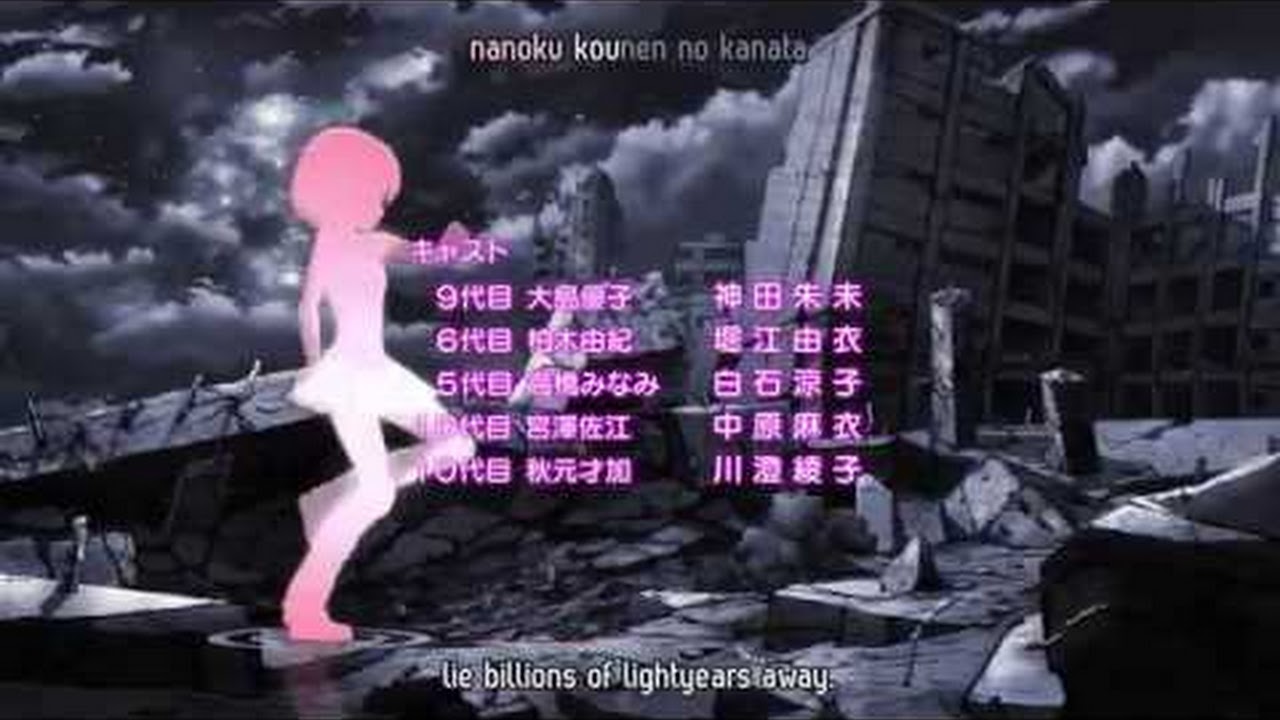 nanoku kounen no kanata
キャスト
9代目 大島優子 神田朱未
6代目 柏木由紀 堀江由衣
5代目 高橋みなみ 白石涼子
代目 宮澤佐江 中原麻衣
0代目 秋元才加 川澄綾子
lie billions of lightyears away.